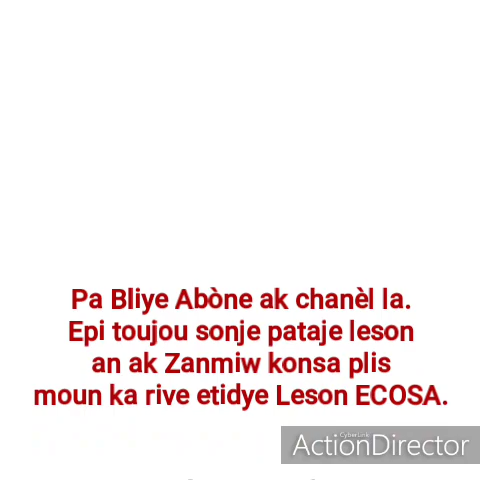 Pa Bliye Abòne ak chanèl la.
Epi toujou sonje pataje leson
an ak Zanmiw konsa plis
moun ka rive etidye Leson ECOSA.
CyberLink
ActionDirector